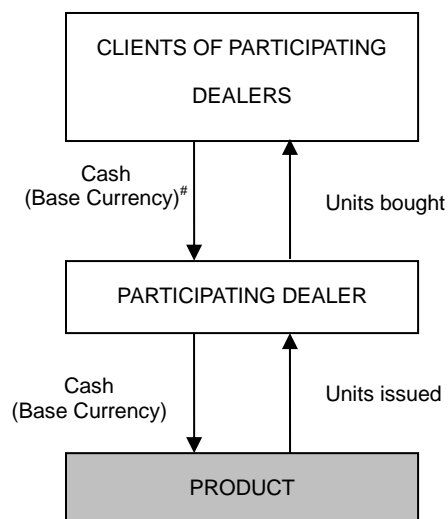 CLIENTS OF PARTICIPATING
DEALERS
Cash
(Base Currency)#
Units bought
PARTICIPATING DEALER
Cash
(Base Currency)
Units issued
PRODUCT